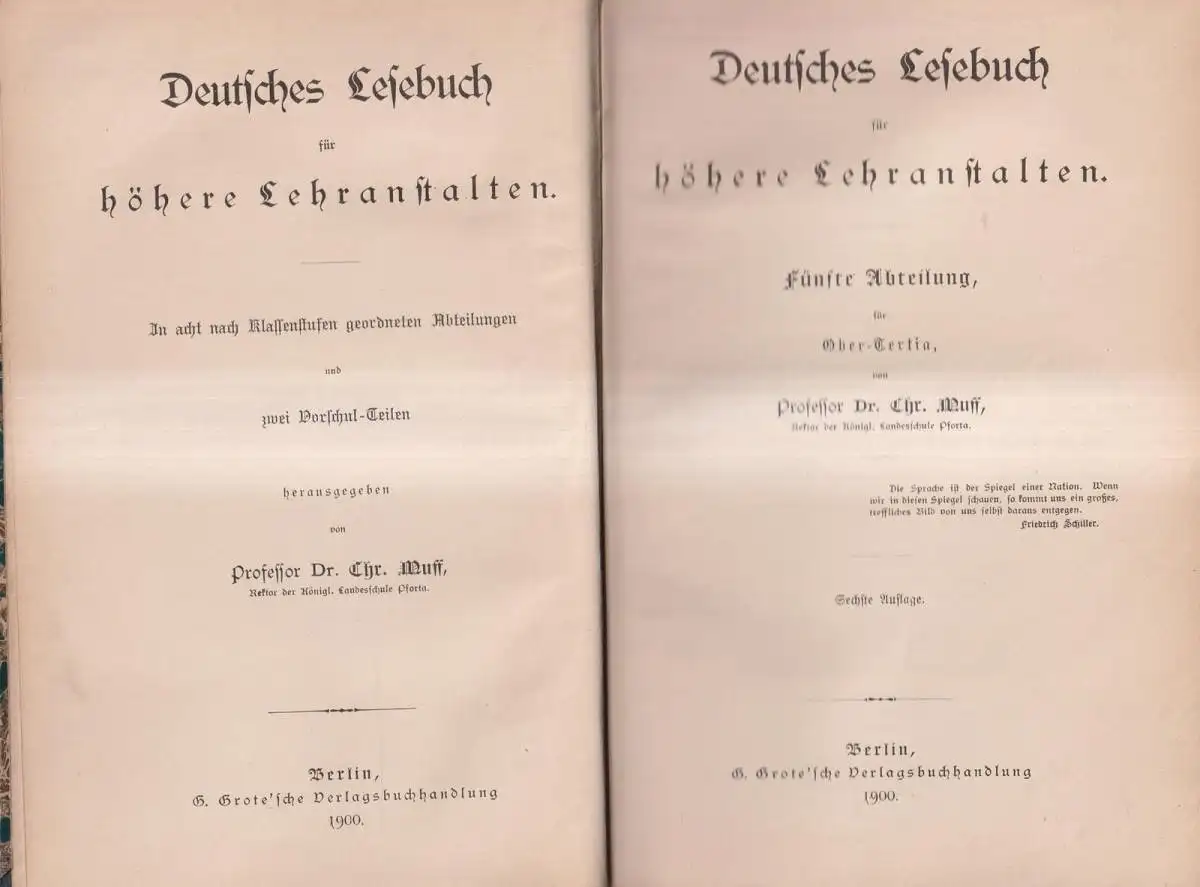 Deutsches Lesebuch
für
höhere Lehranstalten.
In acht nach Klassenstufen geordneten Abteilungen
und
zwei Vorschul-Teilen
herausgegeben
von
Professor Dr. Chr. Muff,
Rektor der Königl. Landesschule Pforta.
Berlin,
G. Grote'sche Verlagsbuchhandlung
1900.
Deutsches Lesebuch
für
höhere Lehranstalten.
Fünfte Abteilung,
für
Ober-Tertia,
von
Professor Dr. Chr. Muff,
Rektor der Königl. Landesschule Pforta.
Die Sprache ist der Spiegel einer Nation. Wenn
wir in diesen Spiegel schauen, so kommt uns ein großes,
treffliches Bild von uns selbst daraus entgegen.
Friedrich Schiller.
Sechste Auflage.
Berlin,
G. Grote'sche Verlagsbuchhandlung
1900.